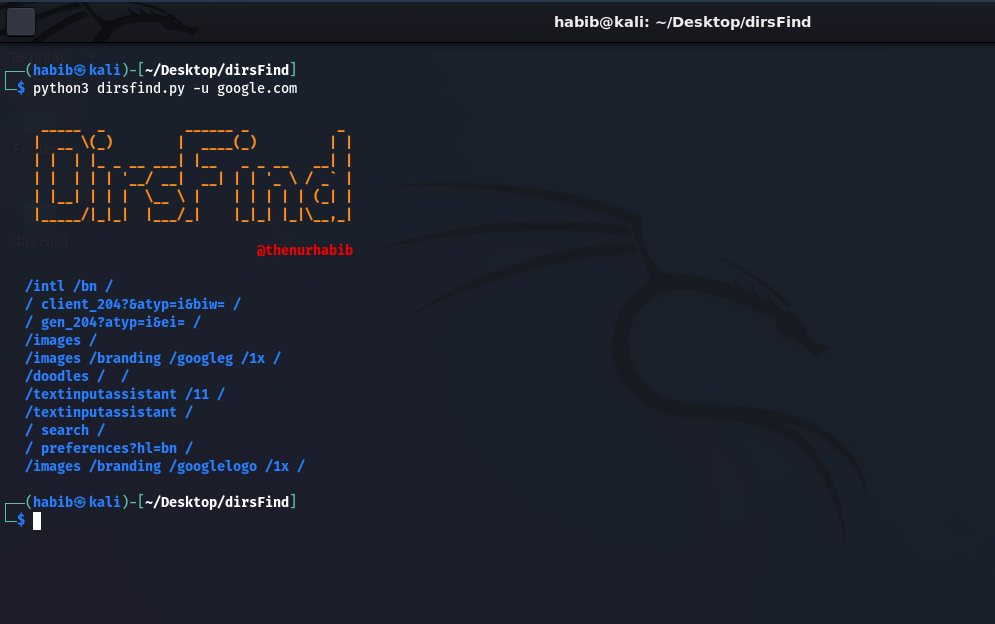 habib@kali: ~/Desktop/dirsFind
(habib㉿kali)-[~/Desktop/dirsFind]
$ python3 dirsfind.py -u google.com
DirsFind
@thenurhabib
/intl /bn /
/ client_204?&atyp=i&biw= /
/ gen_204?atyp=i&ei= /
/images /
/images /branding /googleg /1x /
/doodles /  /
/textinputassistant /11 /
/textinputassistant /
/ search /
/ preferences?hl=bn /
/images /branding /googlelogo /1x /
(habib㉿kali)-[~/Desktop/dirsFind]
$
dirsFind